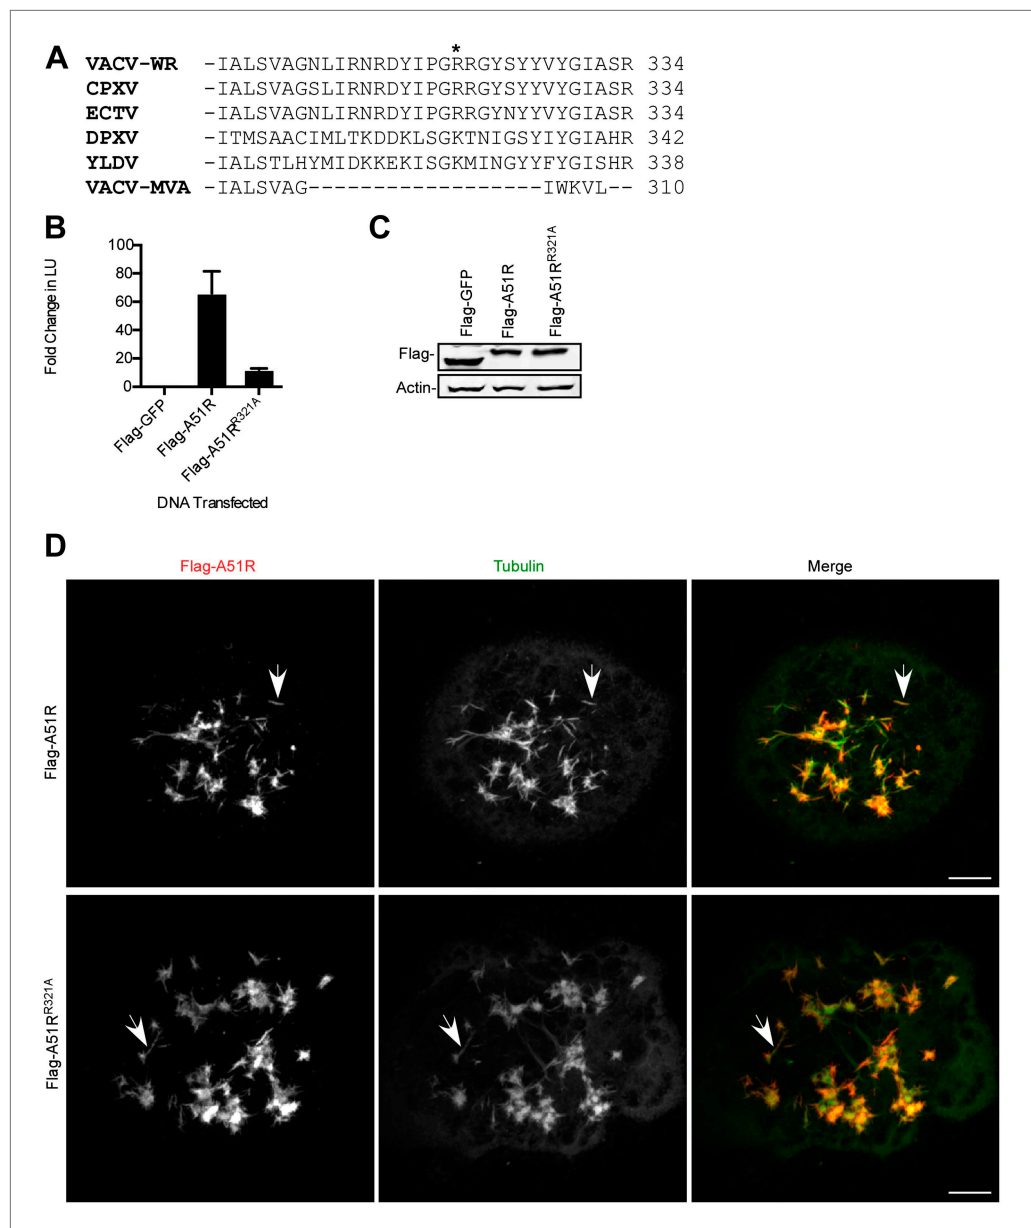 A
*
VACV-WR -IALSVAGNLIRNRDYIPGRRGYSYYVYGIASR 334
CPXV -IALSVAGSLIRNRDYIPGRRGYSYYVYGIASR 334
ECTV -IALSVAGNLIRNRDYIPGRRGYNYYVYGIASR 334
DPXV -ITMSAACIMLTKDDKLSGKTNIGSYIYGIAHR 342
YLDV -IALSTLHYMIDKKEKISGKMINGYYFYGISHR 338
VACV-MVA -IALSVAG------------------IWKVL-- 310
B
Fold Change in LU
100
80
60
40
20
0
Flag-GFP
Flag-A51R
Flag-A51R^R321A
DNA Transfected
C
Flag-GFP
Flag-A51R
Flag-A51R^R321A
Flag-
Actin-
D
Flag-A51R Tubulin Merge
Flag-A51R
Flag-A51R^R321A